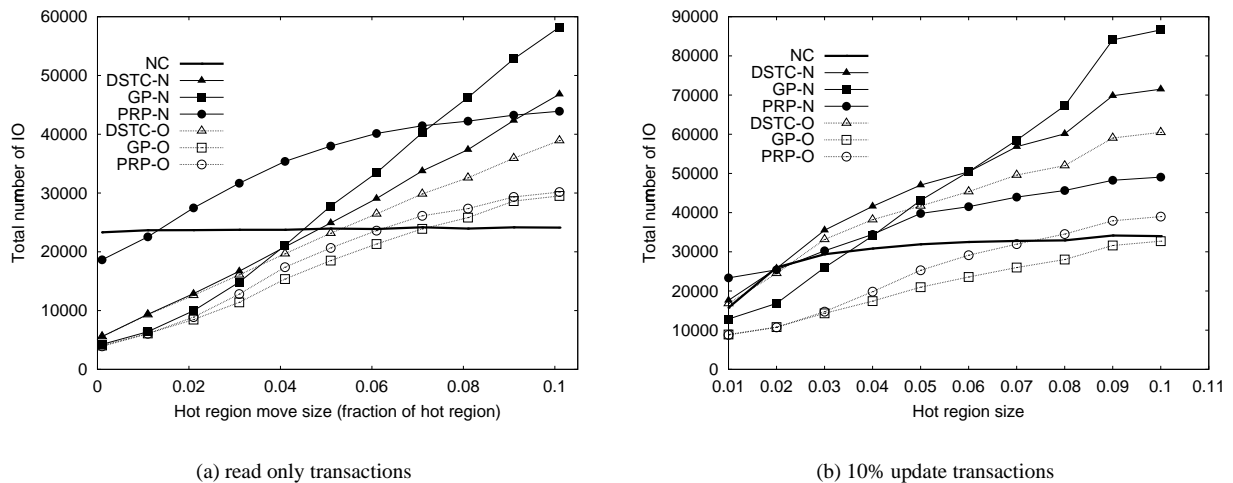 60000
50000
40000
30000
20000
10000
0
NC
DSTC-N
GP-N
PRP-N
DSTC-O
GP-O
PRP-O
Total number of IO
0 0.02 0.04 0.06 0.08 0.1
Hot region move size (fraction of hot region)
(a) read only transactions
90000
80000
70000
60000
50000
40000
30000
20000
10000
0
NC
DSTC-N
GP-N
PRP-N
DSTC-O
GP-O
PRP-O
Total number of IO
0.01 0.02 0.03 0.04 0.05 0.06 0.07 0.08 0.09 0.1 0.11
Hot region size
(b) 10% update transactions